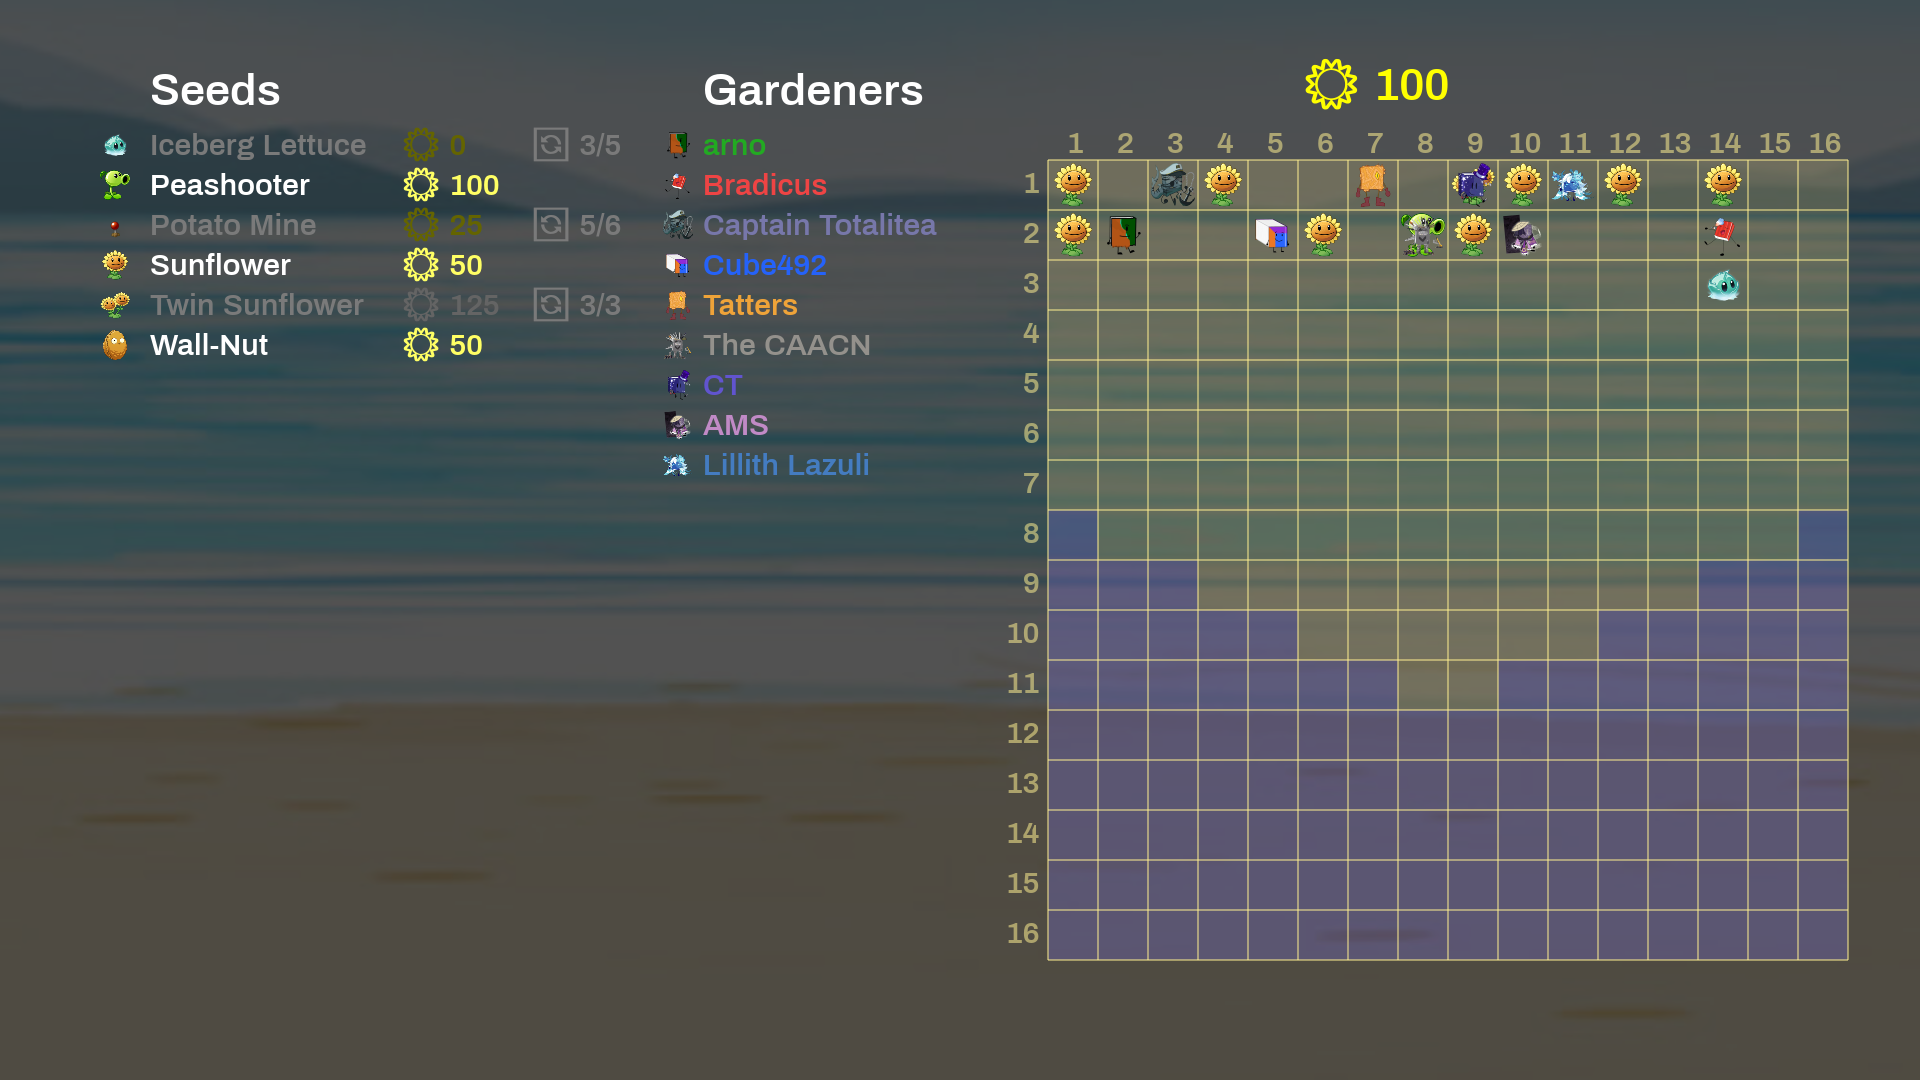 Seeds
Iceberg Lettuce 0 3/5
Peashooter 100
Potato Mine 25 5/6
Sunflower 50
Twin Sunflower 125 3/3
Wall-Nut 50
Gardeners
arno
Bradicus
Captain Totalitea
Cube492
Tatters
The CAACN
CT
AMS
Lillith Lazuli
100
1 2 3 4 5 6 7 8 9 10 11 12 13 14 15 16
1
2
3
4
5
6
7
8
9
10
11
12
13
14
15
16